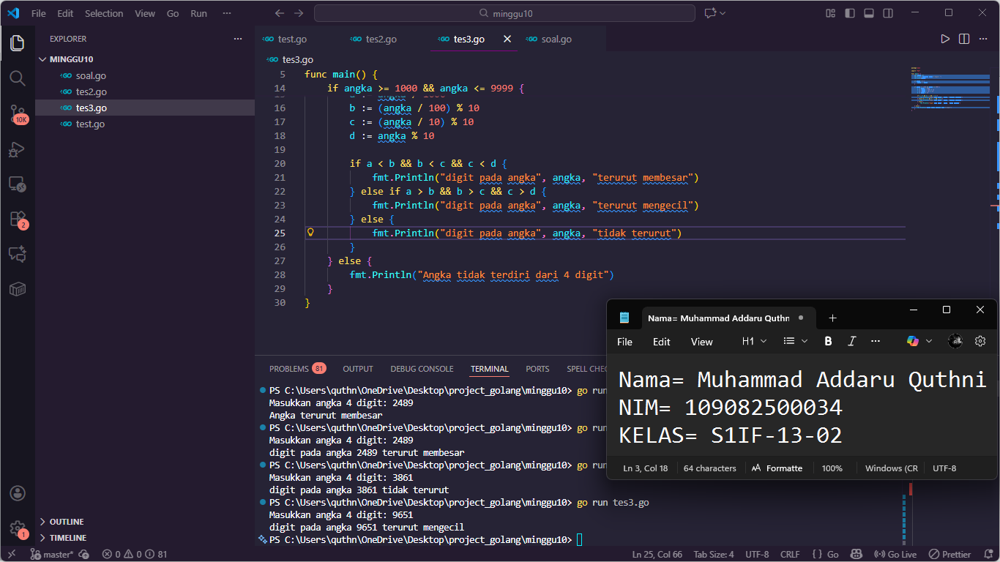 File Edit Selection View Go Run ···
minggu10
EXPLORER ···
MINGGU10
soal.go
tes2.go
tes3.go
test.go
10K
2
1
OUTLINE
TIMELINE
test.go tes2.go tes3.go soal.go
tes3.go
5 func main() {
14 if angka >= 1000 && angka <= 9999 {
16 b := (angka / 100) % 10
17 c := (angka / 10) % 10
18 d := angka % 10
19
20 if a < b && b < c && c < d {
21 fmt.Println("digit pada angka", angka, "terurut membesar")
22 } else if a > b && b > c && c > d {
23 fmt.Println("digit pada angka", angka, "terurut mengecil")
24 } else {
25 fmt.Println("digit pada angka", angka, "tidak terurut")
26 }
27 } else {
28 fmt.Println("Angka tidak terdiri dari 4 digit")
29 }
30 }
PROBLEMS 81 OUTPUT DEBUG CONSOLE TERMINAL PORTS SPELL CHEC
PS C:\Users\quthn\OneDrive\Desktop\project_golang\minggu10> go run
Masukkan angka 4 digit: 2489
Angka terurut membesar
PS C:\Users\quthn\OneDrive\Desktop\project_golang\minggu10> go run
Masukkan angka 4 digit: 2489
digit pada angka 2489 terurut membesar
PS C:\Users\quthn\OneDrive\Desktop\project_golang\minggu10> go run
Masukkan angka 4 digit: 3861
digit pada angka 3861 tidak terurut
PS C:\Users\quthn\OneDrive\Desktop\project_golang\minggu10> go run tes3.go
Masukkan angka 4 digit: 9651
digit pada angka 9651 terurut mengecil
PS C:\Users\quthn\OneDrive\Desktop\project_golang\minggu10>
Nama= Muhammad Addaru Quthn
File Edit View H1 B I ···
Nama= Muhammad Addaru Quthni
NIM= 109082500034
KELAS= S1IF-13-02
Ln 3, Col 18 64 characters Formatte 100% Windows (CR UTF-8
master* 0 0 81 Ln 25, Col 66 Tab Size: 4 UTF-8 CRLF { } Go Go Live Prettier